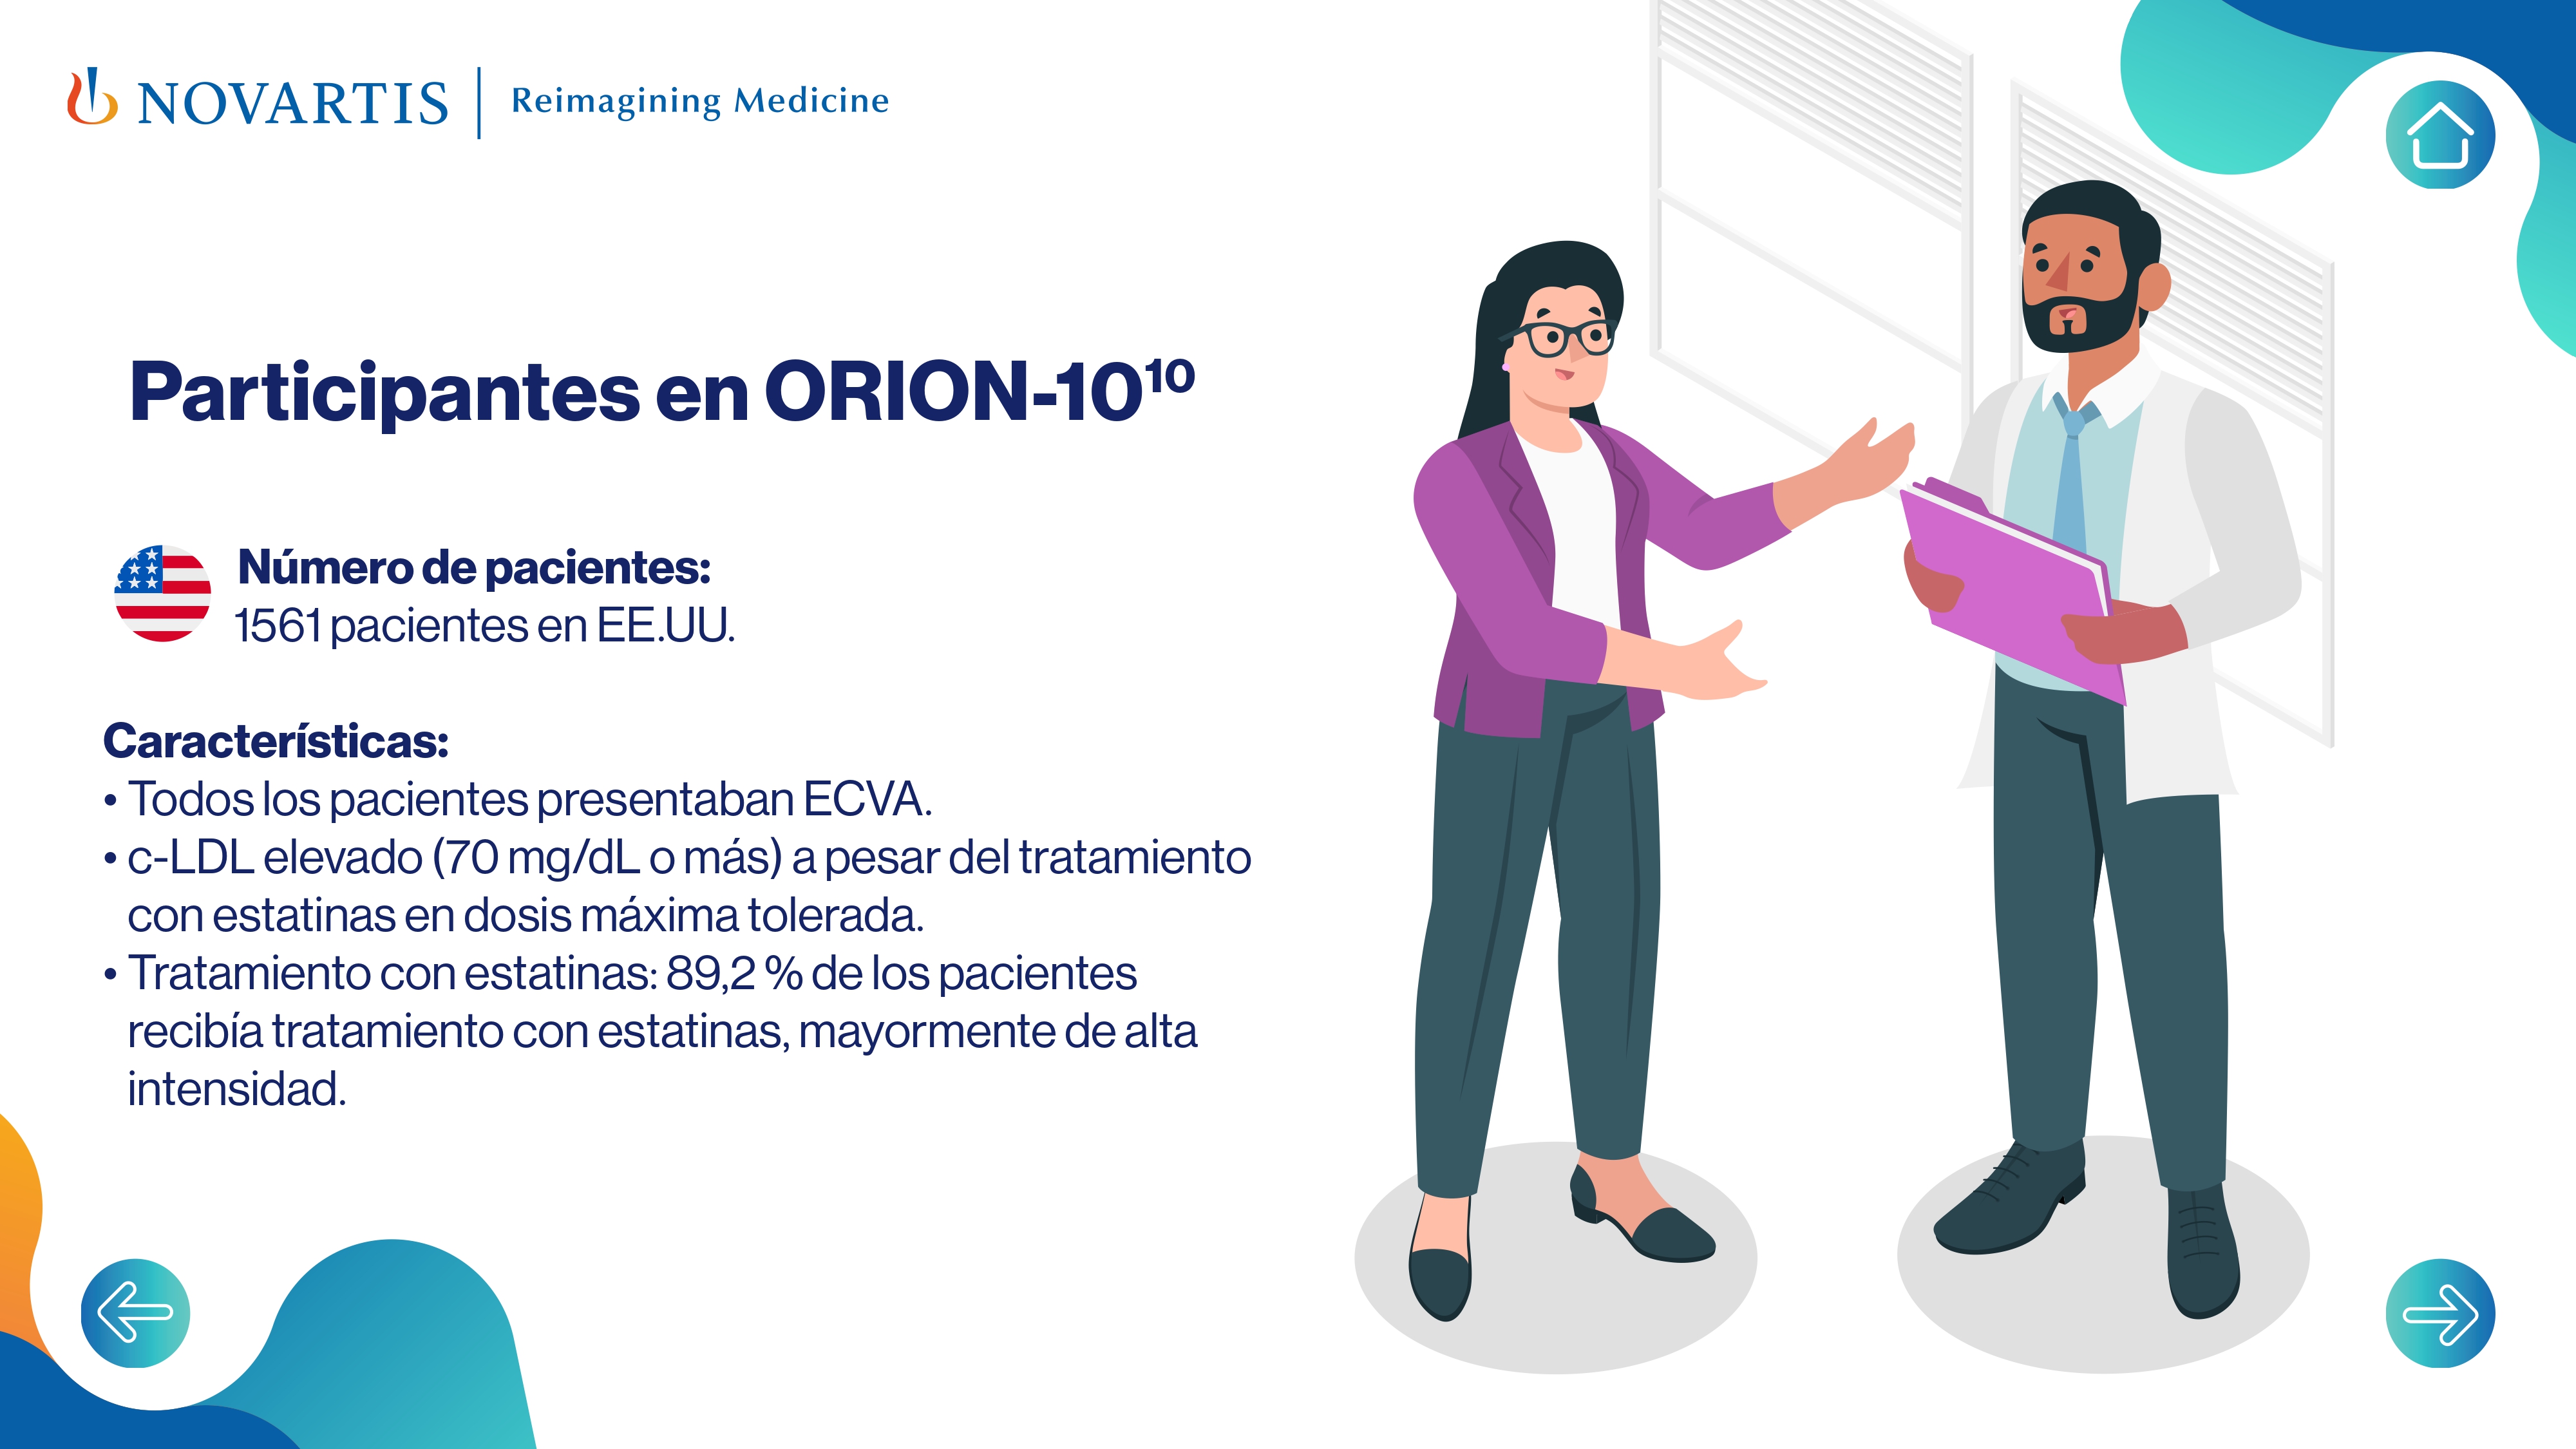 NOVARTIS | Reimagining Medicine
Participantes en ORION-10¹⁰
Número de pacientes:
1561 pacientes en EE.UU.
Características:
• Todos los pacientes presentaban ECVA.
• c-LDL elevado (70 mg/dL o más) a pesar del tratamiento
con estatinas en dosis máxima tolerada.
• Tratamiento con estatinas: 89,2 % de los pacientes
recibía tratamiento con estatinas, mayormente de alta
intensidad.